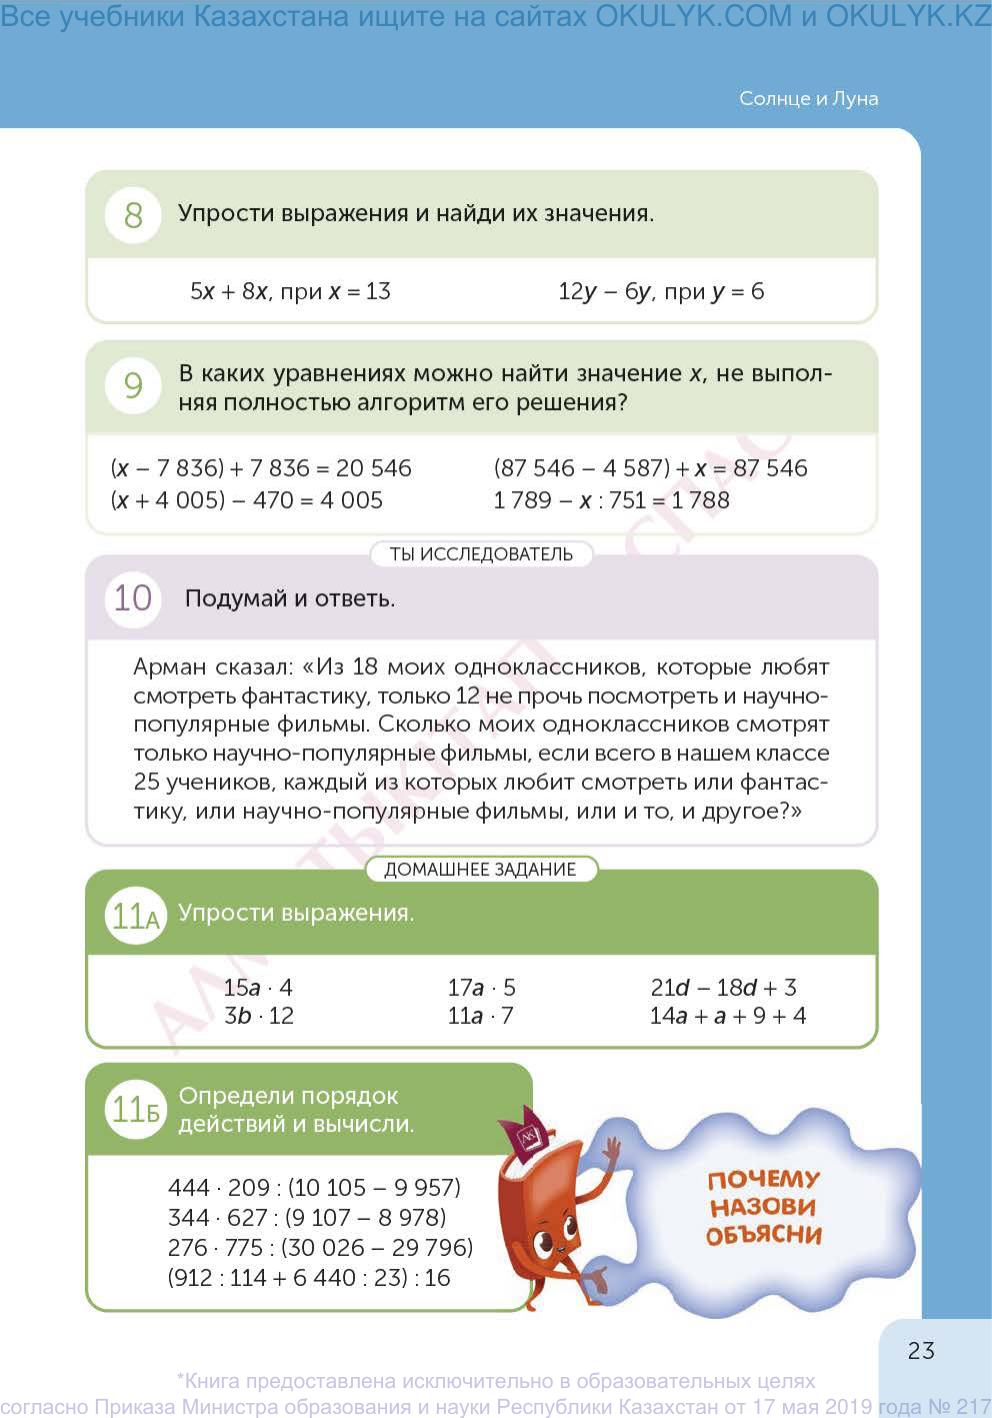 Все учебники Казахстана ищите на сайтах OKULYK.COM и OKULYK.KZ
Солнце и Луна
8 Упрости выражения и найди их значения.
5x + 8x, при x = 13 12y – 6y, при y = 6
9 В каких уравнениях можно найти значение x, не выпол-
няя полностью алгоритм его решения?
(x – 7 836) + 7 836 = 20 546 (87 546 – 4 587) + x = 87 546
(x + 4 005) – 470 = 4 005 1 789 – x : 751 = 1 788
ТЫ ИССЛЕДОВАТЕЛЬ
10 Подумай и ответь.
Арман сказал: «Из 18 моих одноклассников, которые любят
смотреть фантастику, только 12 не прочь посмотреть и научно-
популярные фильмы. Сколько моих одноклассников смотрят
только научно-популярные фильмы, если всего в нашем классе
25 учеников, каждый из которых любит смотреть или фантас-
тику, или научно-популярные фильмы, или и то, и другое?»
ДОМАШНЕЕ ЗАДАНИЕ
11А Упрости выражения.
15a · 4 17a · 5 21d – 18d + 3
3b · 12 11a · 7 14a + a + 9 + 4
11Б Определи порядок
действий и вычисли.
444 · 209 : (10 105 – 9 957)
344 · 627 : (9 107 – 8 978)
276 · 775 : (30 026 – 29 796)
(912 : 114 + 6 440 : 23) : 16
АК
ПОЧЕМУ
НАЗОВИ
ОБЪЯСНИ
23
*Книга предоставлена исключительно в образовательных целях
согласно Приказа Министра образования и науки Республики Казахстан от 17 мая 2019 года № 217